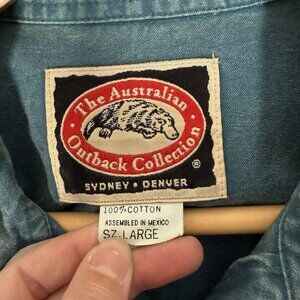 The Australian
Outback Collection
®
SYDNEY • DENVER
100% COTTON
ASSEMBLED IN MEXICO
SZ. LARGE